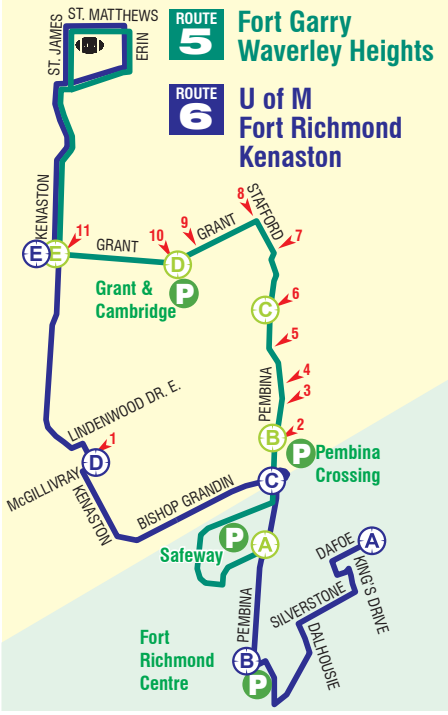 ST. MATTHEWS
ST. JAMES
ERIN
ROUTE
5
Fort Garry
Waverley Heights
ROUTE
6
U of M
Fort Richmond
Kenaston
KENASTON
11
E
E
GRANT
10
D
P
Grant &
Cambridge
9
GRANT
8
STAFFORD
7
6
C
5
4
3
PEMBINA
2
B
P
Pembina
Crossing
LINDENWOOD DR. E.
1
D
McGILLIVRAY
KENASTON
BISHOP GRANDIN
C
P
Safeway
A
DAFOE
A
KING'S DRIVE
SILVERSTONE
DALHOUSIE
PEMBINA
Fort
Richmond
Centre
B
P